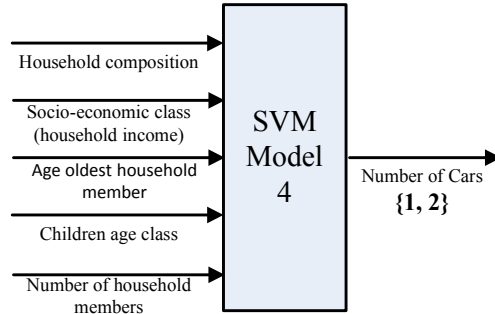 Household composition
Socio-economic class
(household income)
Age oldest household
member
Children age class
Number of household
members
SVM
Model
4
Number of Cars
{1, 2}